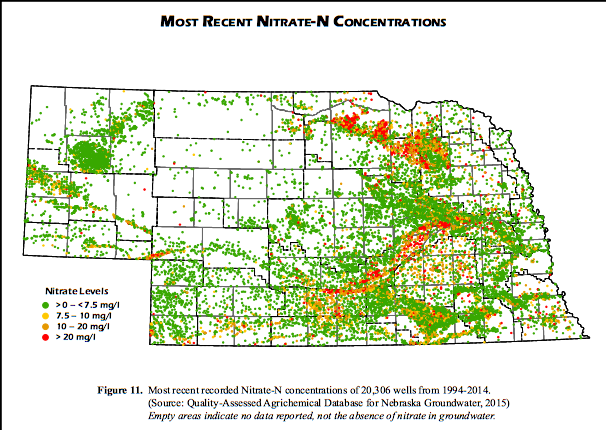 MOST RECENT NITRATE-N CONCENTRATIONS
Nitrate Levels
>0 – <7.5 mg/l
7.5 – 10 mg/l
10 – 20 mg/l
> 20 mg/l
Figure 11. Most recent recorded Nitrate-N concentrations of 20,306 wells from 1994-2014.
(Source: Quality-Assessed Agrichemical Database for Nebraska Groundwater, 2015)
Empty areas indicate no data reported, not the absence of nitrate in groundwater.